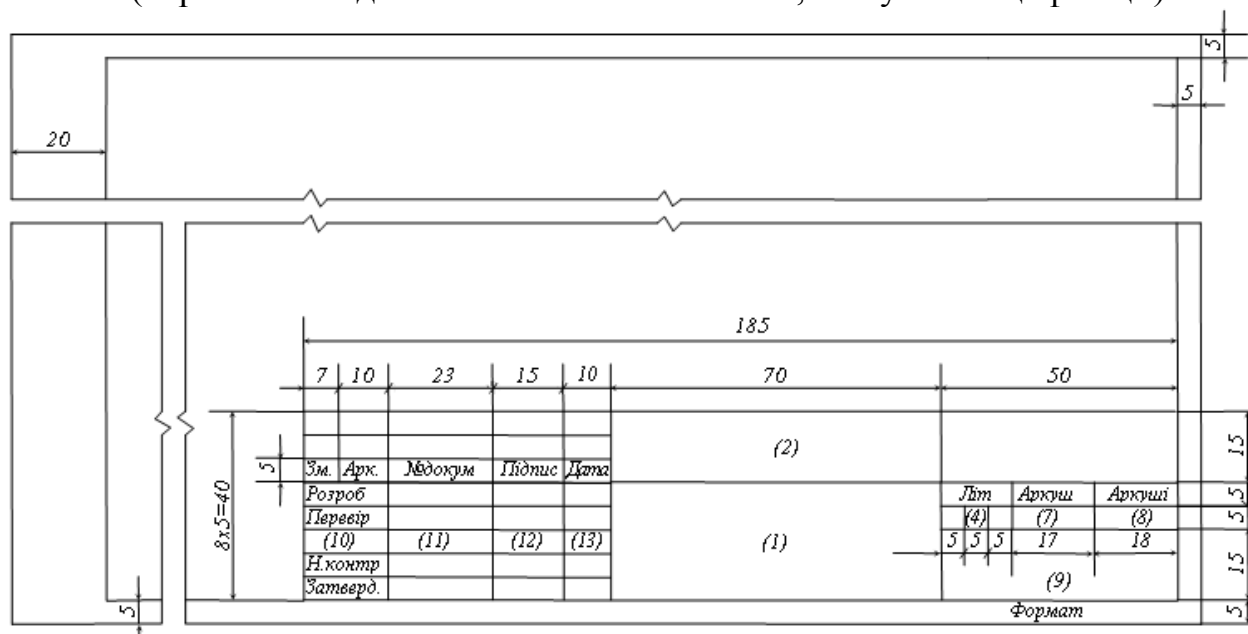 5
5
20
185
7 10 23 15 10 70 50
(2)
15
5
Зм. Арк. №докум Підпис Дата
8x5=40
Розроб
Літ Аркуш Аркуші
5
Перевір
(4) (7) (8)
5
(10) (11) (12) (13)
(1)
5 5 5 17 18
15
Н.контр
(9)
Затверд.
5
Формат
5